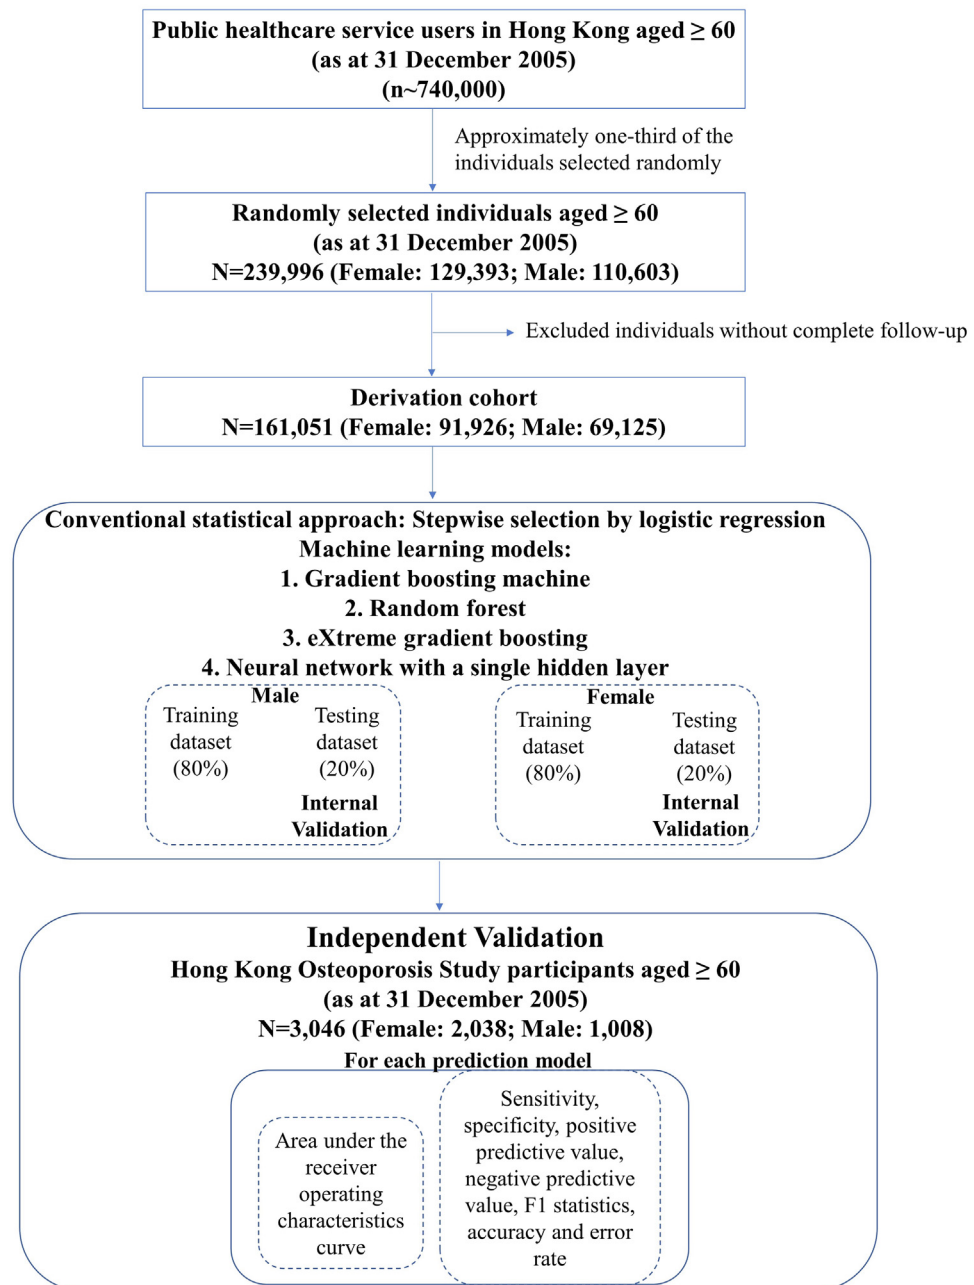 Public healthcare service users in Hong Kong aged ≥ 60
(as at 31 December 2005)
(n~740,000)
Approximately one-third of the
individuals selected randomly
Randomly selected individuals aged ≥ 60
(as at 31 December 2005)
N=239,996 (Female: 129,393; Male: 110,603)
Excluded individuals without complete follow-up
Derivation cohort
N=161,051 (Female: 91,926; Male: 69,125)
Conventional statistical approach: Stepwise selection by logistic regression
Machine learning models:
1. Gradient boosting machine
2. Random forest
3. eXtreme gradient boosting
4. Neural network with a single hidden layer
Male
Training
dataset
(80%)
Testing
dataset
(20%)
Internal
Validation
Female
Training
dataset
(80%)
Testing
dataset
(20%)
Internal
Validation
Independent Validation
Hong Kong Osteoporosis Study participants aged ≥ 60
(as at 31 December 2005)
N=3,046 (Female: 2,038; Male: 1,008)
For each prediction model
Area under the
receiver
operating
characteristics
curve
Sensitivity,
specificity, positive
predictive value,
negative predictive
value, F1 statistics,
accuracy and error
rate